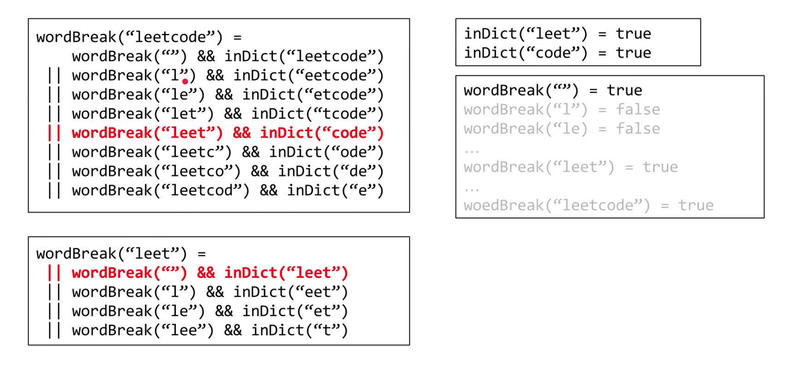 wordBreak(“leetcode”) =
wordBreak(“”) && inDict(“leetcode”)
|| wordBreak(“l”) && inDict(“eetcode”)
|| wordBreak(“le”) && inDict(“etcode”)
|| wordBreak(“let”) && inDict(“tcode”)
|| wordBreak(“leet”) && inDict(“code”)
|| wordBreak(“leetc”) && inDict(“ode”)
|| wordBreak(“leetco”) && inDict(“de”)
|| wordBreak(“leetcod”) && inDict(“e”)
wordBreak(“leet”) =
|| wordBreak(“”) && inDict(“leet”)
|| wordBreak(“l”) && inDict(“eet”)
|| wordBreak(“le”) && inDict(“et”)
|| wordBreak(“lee”) && inDict(“t”)
inDict(“leet”) = true
inDict(“code”) = true
wordBreak(“”) = true
wordBreak(“l”) = false
wordBreak(“le) = false
…
wordBreak(“leet”) = true
…
woedBreak(“leetcode”) = true